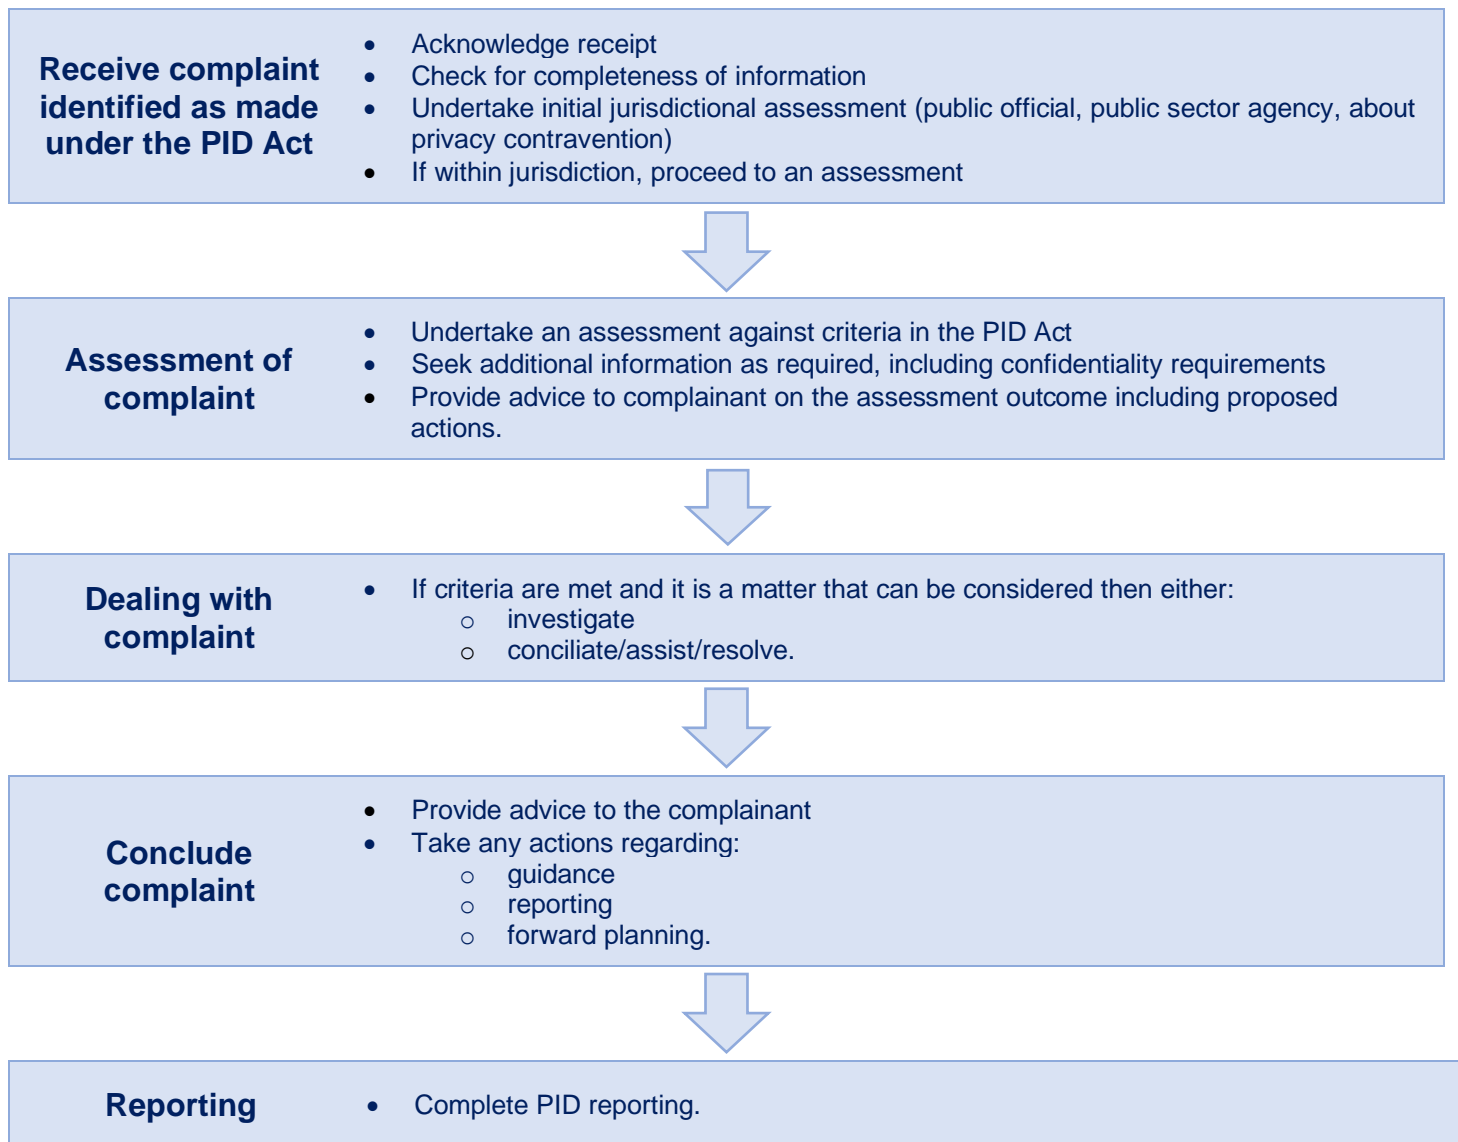 Receive complaint
identified as made
under the PID Act
• Acknowledge receipt
• Check for completeness of information
• Undertake initial jurisdictional assessment (public official, public sector agency, about
privacy contravention)
• If within jurisdiction, proceed to an assessment
Assessment of
complaint
• Undertake an assessment against criteria in the PID Act
• Seek additional information as required, including confidentiality requirements
• Provide advice to complainant on the assessment outcome including proposed
actions.
Dealing with
complaint
• If criteria are met and it is a matter that can be considered then either:
o investigate
o conciliate/assist/resolve.
Conclude
complaint
• Provide advice to the complainant
• Take any actions regarding:
o guidance
o reporting
o forward planning.
Reporting
• Complete PID reporting.